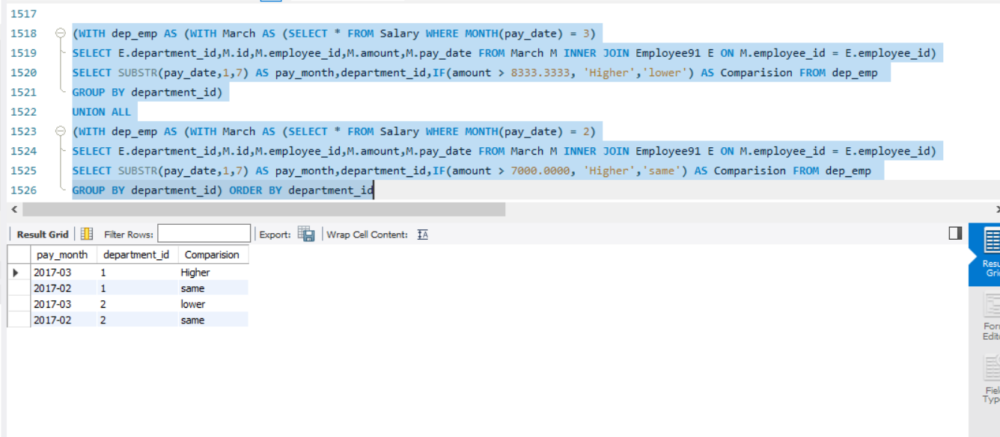 1517
1518 (WITH dep_emp AS (WITH March AS (SELECT * FROM Salary WHERE MONTH(pay_date) = 3)
1519 SELECT E.department_id,M.id,M.employee_id,M.amount,M.pay_date FROM March M INNER JOIN Employee91 E ON M.employee_id = E.employee_id)
1520 SELECT SUBSTR(pay_date,1,7) AS pay_month,department_id,IF(amount > 8333.3333, 'Higher','lower') AS Comparision FROM dep_emp
1521 GROUP BY department_id)
1522 UNION ALL
1523 (WITH dep_emp AS (WITH March AS (SELECT * FROM Salary WHERE MONTH(pay_date) = 2)
1524 SELECT E.department_id,M.id,M.employee_id,M.amount,M.pay_date FROM March M INNER JOIN Employee91 E ON M.employee_id = E.employee_id)
1525 SELECT SUBSTR(pay_date,1,7) AS pay_month,department_id,IF(amount > 7000.0000, 'Higher','same') AS Comparision FROM dep_emp
1526 GROUP BY department_id) ORDER BY department_id
Result Grid Filter Rows: Export: Wrap Cell Content: IA
pay_month department_id Comparision
2017-03 1 Higher
2017-02 1 same
2017-03 2 lower
2017-02 2 same
Resu
Gri
For
Edit
Fiel
Typ